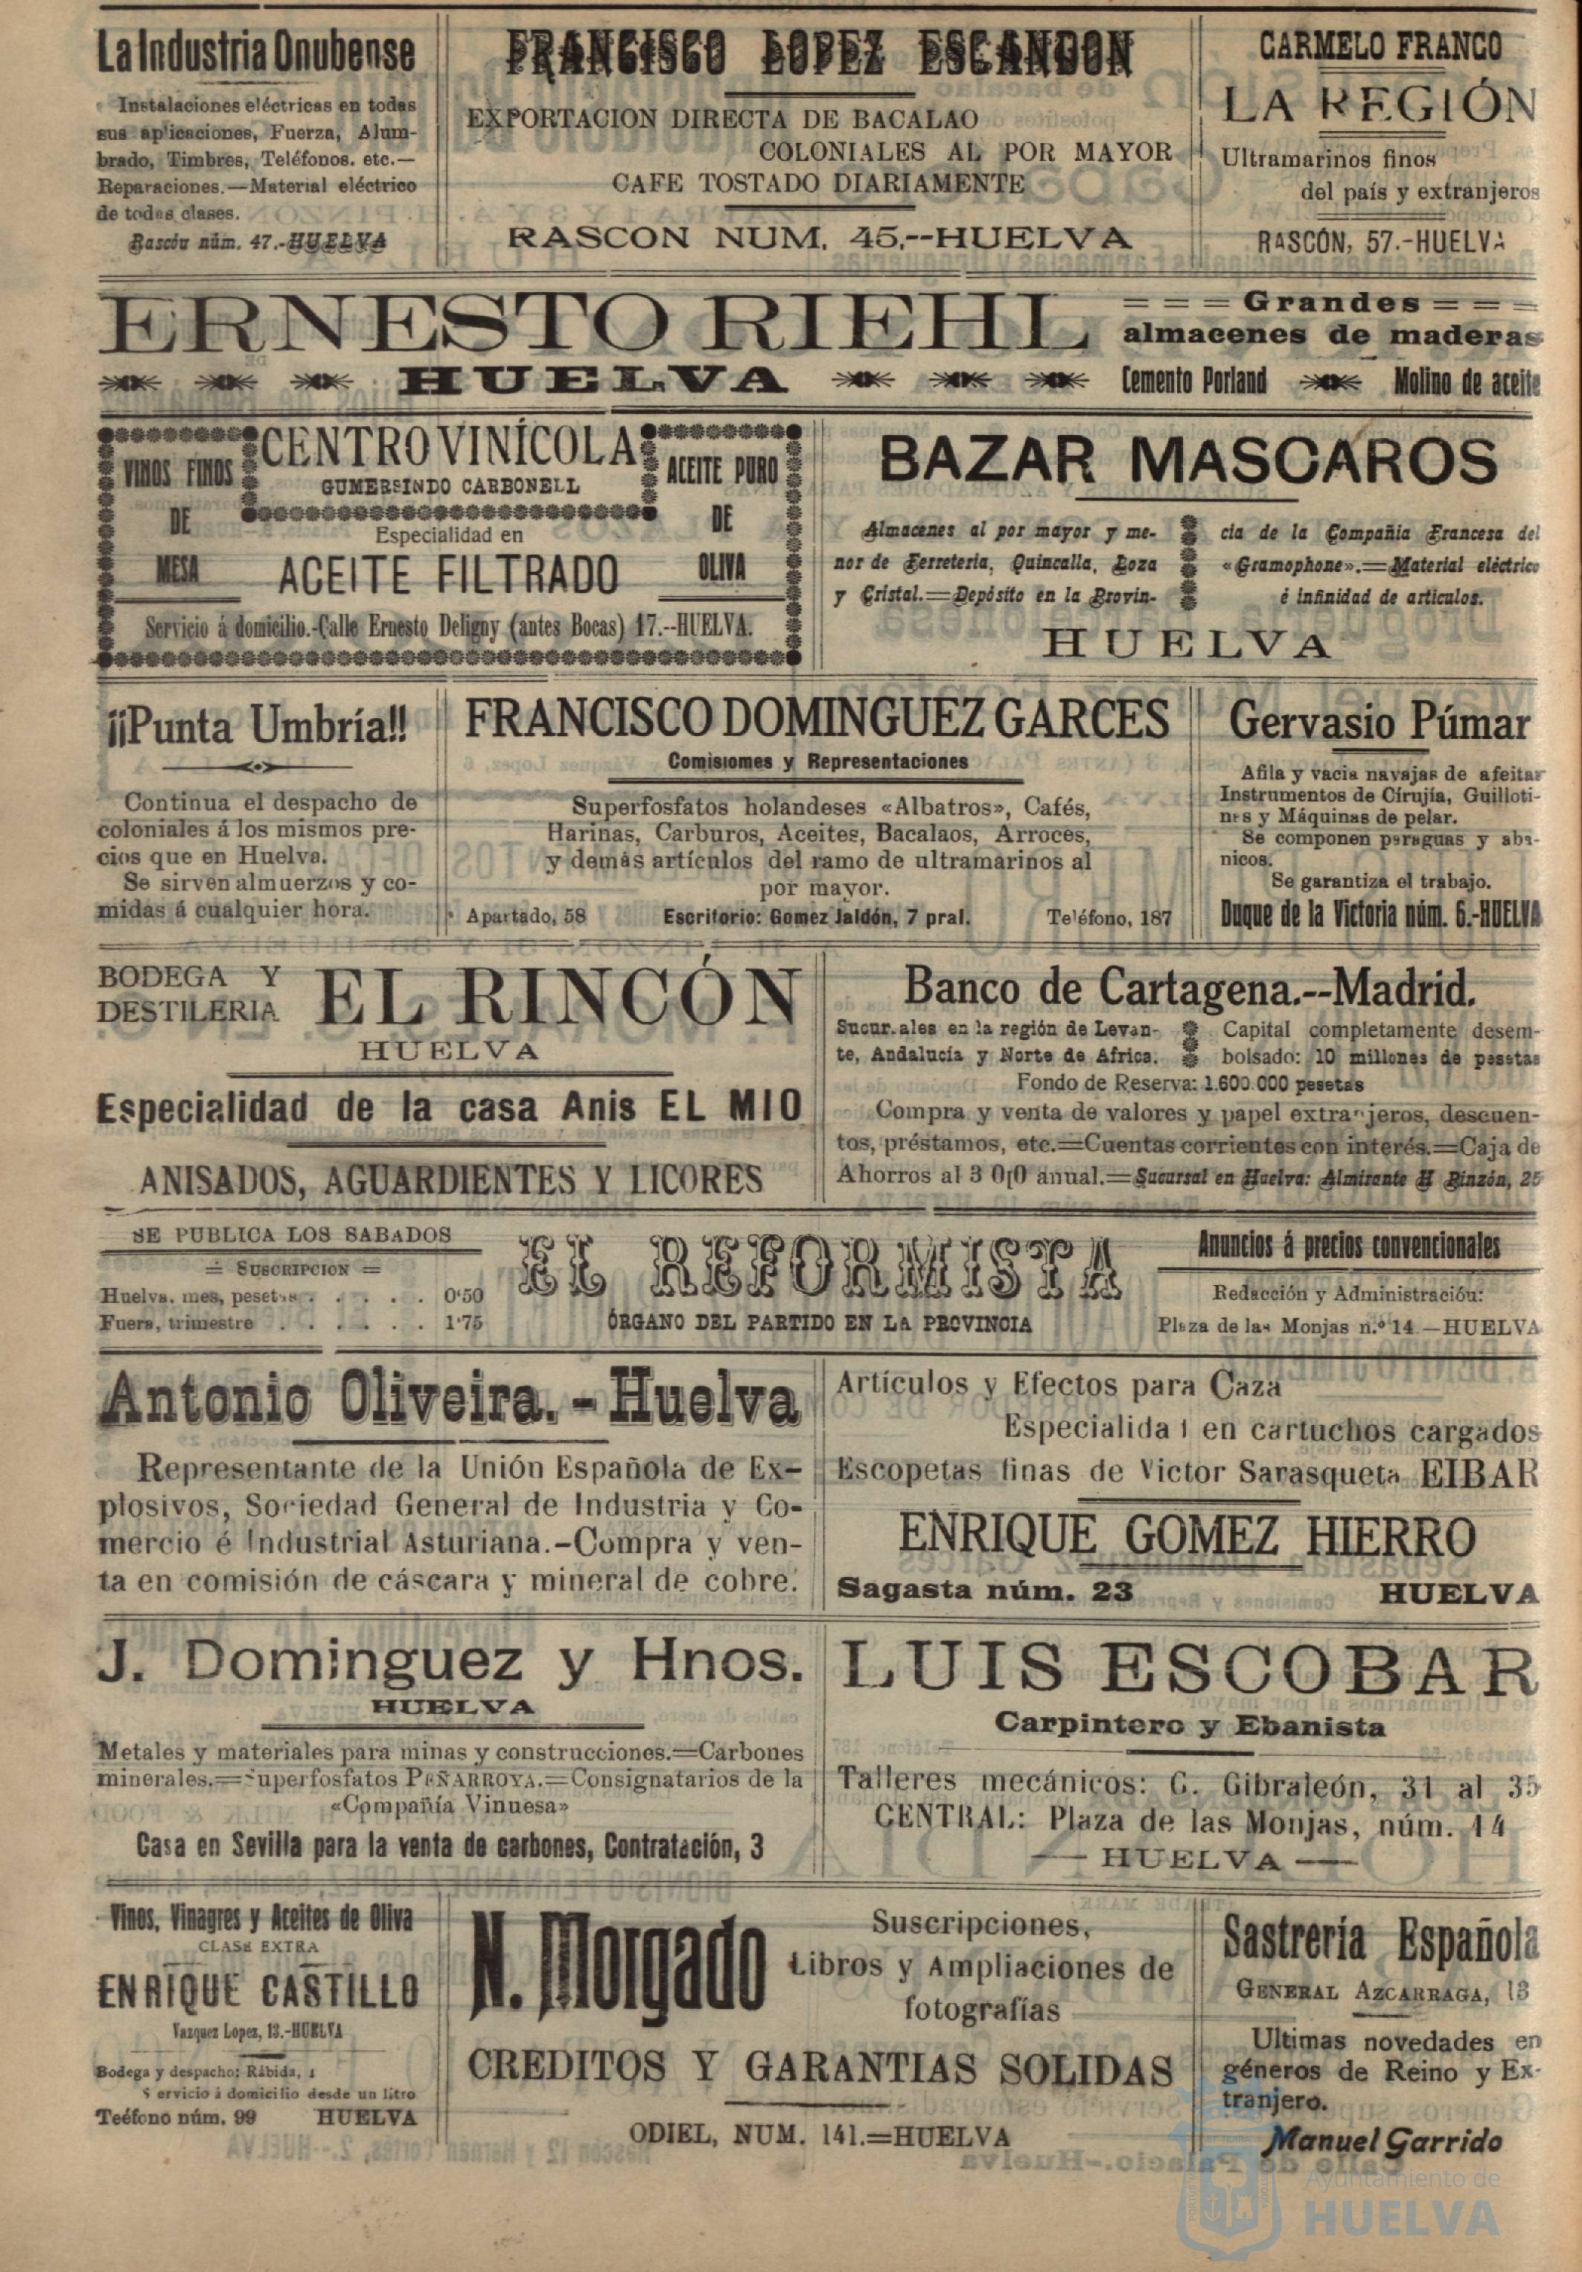 La Industria Onubense
Instalaciones eléctricas en todas
sus aplicaciones, Fuerza, Alum-
brado, Timbres, Teléfonos. etc.—
Reparaciones.—Material eléctrico
de todas clases.
Rascón núm. 47.-HUELVA
FRANCISCO LOPEZ ESCANDON
EXPORTACION DIRECTA DE BACALAO
COLONIALES AL POR MAYOR
CAFE TOSTADO DIARIAMENTE
RASCON NUM. 45.--HUELVA
CARMELO FRANCO
LA REGIÓN
Ultramarinos finos
del país y extranjeros
RASCÓN, 57.-HUELVA
ERNESTO RIEHL
HUELVA
= = = Grandes = = =
almacenes de maderas
Cemento Porland Molino de aceite
CENTRO VINÍCOLA
GUMERSINDO CARBONELL
VINOS FINOS
DE
MESA
Especialidad en
ACEITE FILTRADO
ACEITE PURO
DE
OLIVA
Servicio á domicilio.-Calle Ernesto Deligny (antes Bocas) 17.--HUELVA.
BAZAR MASCAROS
Almacenes al por mayor y me-
nor de Ferreteria, Quincalla, Loza
y Cristal.=Depósito en la Provin-
cia de la Compañia Francesa del
«Gramophone».=Material eléctrico
é infinidad de articulos.
HUELVA
¡¡Punta Umbría!!
Continua el despacho de
coloniales á los mismos pre-
cios que en Huelva.
Se sirven almuerzos y co-
midas á cualquier hora.
FRANCISCO DOMINGUEZ GARCES
Comisiomes y Representaciones
Superfosfatos holandeses «Albatros», Cafés,
Harinas, Carburos, Aceites, Bacalaos, Arroces,
y demás artículos del ramo de ultramarinos al
por mayor.
Apartado, 58 Escritorio: Gomez Jaldón, 7 pral. Teléfono, 187
Gervasio Púmar
Afila y vacia navajas de afeitar
Instrumentos de Cirujía, Guilloti-
nes y Máquinas de pelar.
Se componen paraguas y aba-
nicos.
Se garantiza el trabajo.
Duque de la Victoria núm. 6.-HUELVA
BODEGA Y
DESTILERIA
EL RINCÓN
HUELVA
Especialidad de la casa Anis EL MIO
ANISADOS, AGUARDIENTES Y LICORES
Banco de Cartagena.--Madrid.
Sucursales en la región de Levan-
te, Andalucía y Norte de Africa.
Capital completamente desem-
bolsado: 10 millones de pesetas
Fondo de Reserva: 1.600.000 pesetas
Compra y venta de valores y papel extranjeros, descuen-
tos, préstamos, etc.=Cuentas corrientes con interés.=Caja de
Ahorros al 3 0[0 anual.=Sucursal en Huelva: Almirante H Pinzón, 25
SE PUBLICA LOS SABADOS
= SUSCRIPCION =
Huelva. mes, pesetas . . . . . 0'50
Fuera, trimestre . . . . . . 1'75
EL REFORMISTA
ÓRGANO DEL PARTIDO EN LA PROVINCIA
Anuncios á precios convencionales
Redacción y Administración:
Plaza de las Monjas n.º 14.—HUELVA
Antonio Oliveira.-Huelva
Representante de la Unión Española de Ex-
plosivos, Sociedad General de Industria y Co-
mercio é Industrial Asturiana.-Compra y ven-
ta en comisión de cáscara y mineral de cobre.
Artículos y Efectos para Caza
Especialidad en cartuchos cargados
Escopetas finas de Victor Sarasqueta EIBAR
ENRIQUE GOMEZ HIERRO
Sagasta núm. 23 HUELVA
J. Dominguez y Hnos.
HUELVA
Metales y materiales para minas y construcciones.=Carbones
minerales.=Superfosfatos PEÑARROYA.=Consignatarios de la
«Compañía Vinuesa»
Casa en Sevilla para la venta de carbones, Contratación, 3
LUIS ESCOBAR
Carpintero y Ebanista
Talleres mecánicos: C. Gibraleón, 31 al 35
CENTRAL: Plaza de las Monjas, núm. 14
— HUELVA —
Vinos, Vinagres y Aceites de Oliva
CLASE EXTRA
ENRIQUE CASTILLO
Vazquez Lopez, 13.-HUELVA
Bodega y despacho: Rábida, 1
Servicio á domicilio desde un litro
Teéfono núm. 99 HUELVA
N. Morgado
Suscripciones,
Libros y Ampliaciones de
fotografías
CREDITOS Y GARANTIAS SOLIDAS
ODIEL, NUM. 141.=HUELVA
Sastrería Española
GENERAL AZCARRAGA, 13
Ultimas novedades en
géneros de Reino y Ex-
tranjero.
Manuel Garrido
Ayuntamiento de
HUELVA